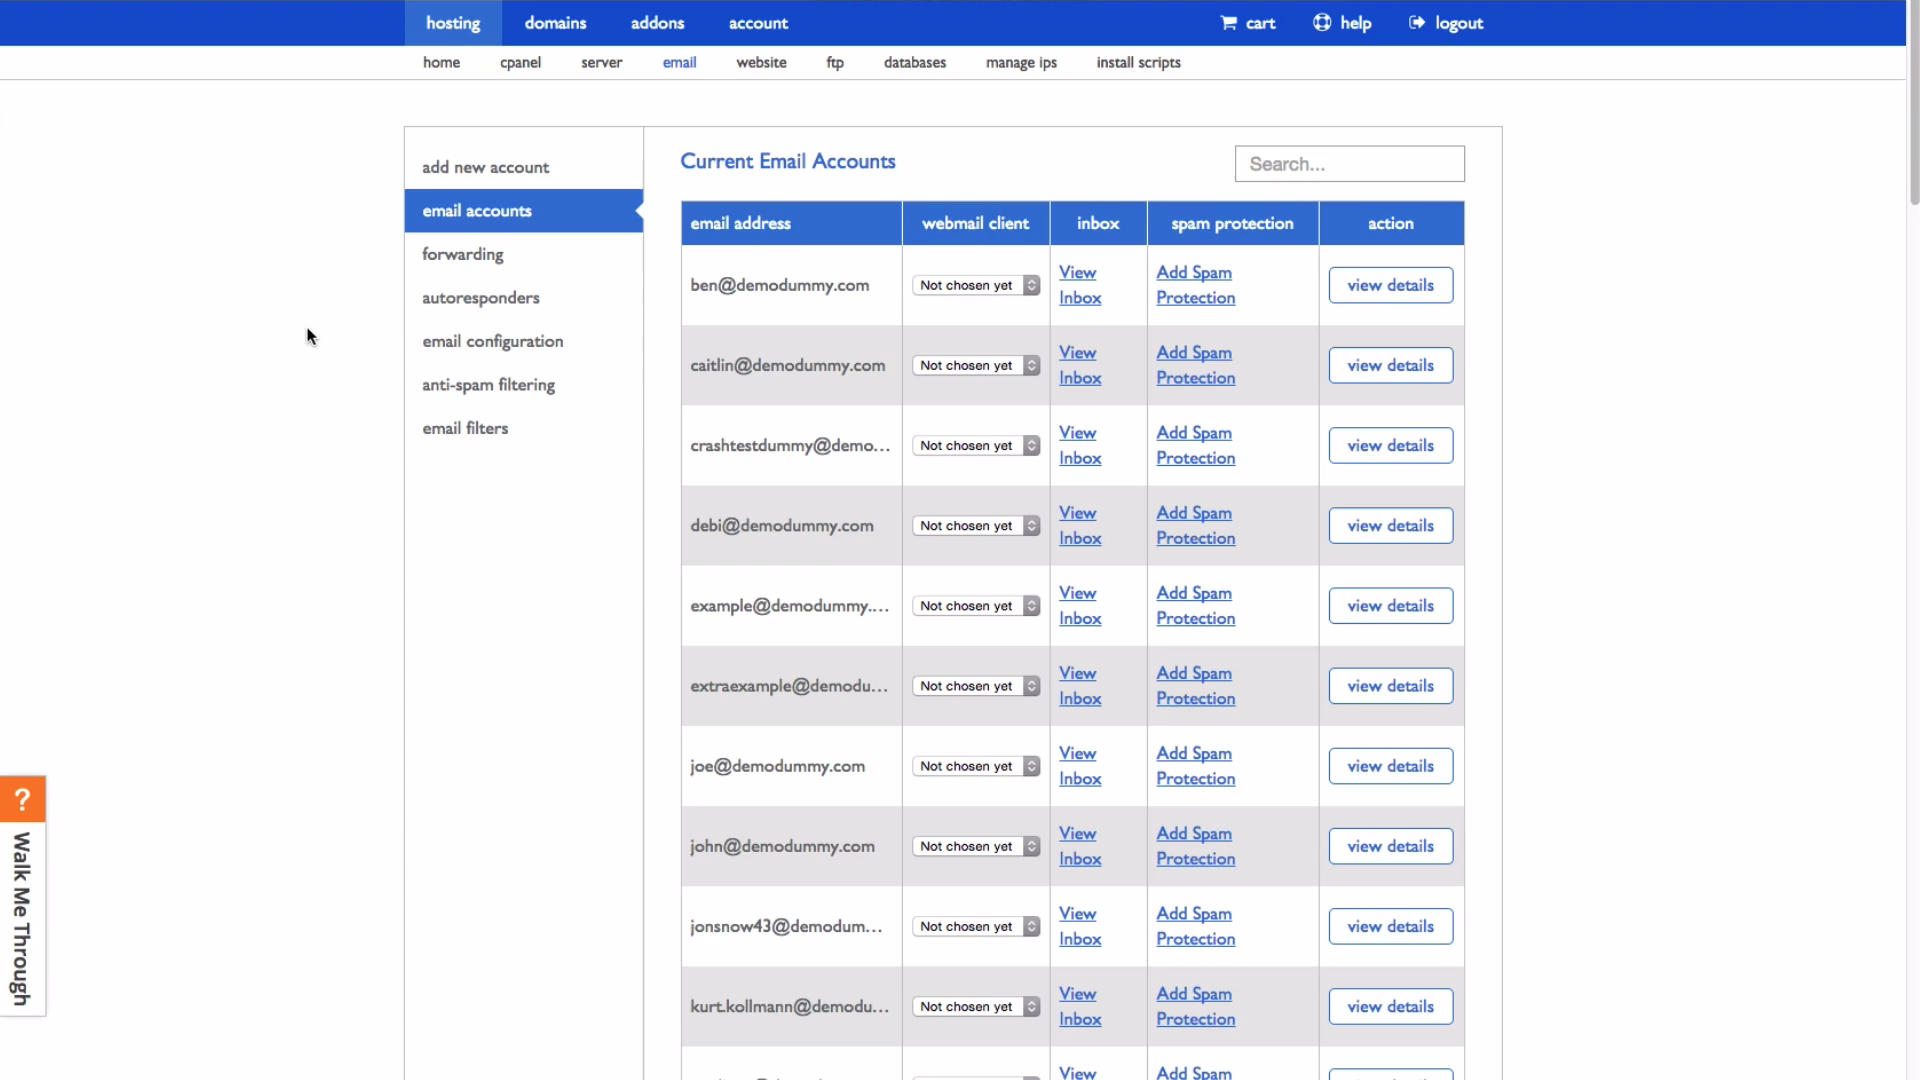 hosting domains addons account cart help logout
home cpanel server email website ftp databases manage ips install scripts
add new account
email accounts
forwarding
autoresponders
email configuration
anti-spam filtering
email filters
Current Email Accounts Search...
email address webmail client inbox spam protection action
ben@demodummy.com Not chosen yet View Inbox Add Spam Protection view details
caitlin@demodummy.com Not chosen yet View Inbox Add Spam Protection view details
crashtestdummy@demo... Not chosen yet View Inbox Add Spam Protection view details
debi@demodummy.com Not chosen yet View Inbox Add Spam Protection view details
example@demodummy.... Not chosen yet View Inbox Add Spam Protection view details
extraexample@demodu... Not chosen yet View Inbox Add Spam Protection view details
joe@demodummy.com Not chosen yet View Inbox Add Spam Protection view details
john@demodummy.com Not chosen yet View Inbox Add Spam Protection view details
jonsnow43@demodum... Not chosen yet View Inbox Add Spam Protection view details
kurt.kollmann@demodu... Not chosen yet View Inbox Add Spam Protection view details
View Add Spam
? Walk Me Through